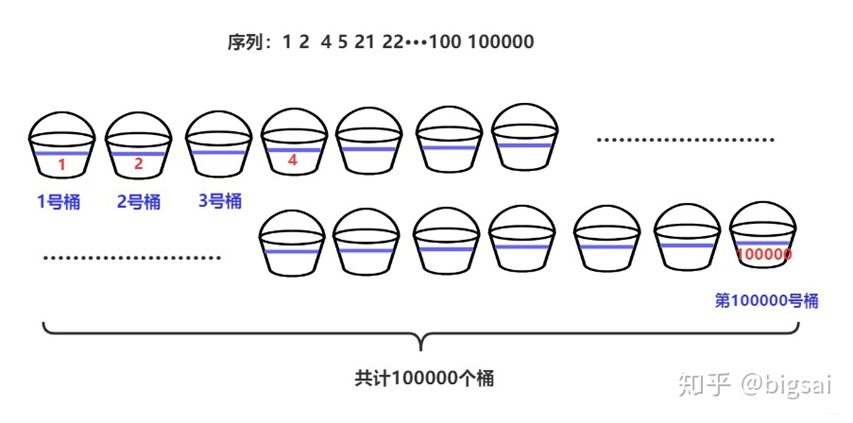 序列：1 2  4 5 21 22•••100 100000
1 2 4
1号桶 2号桶 3号桶
100000
第100000号桶
共计100000个桶
知乎 @bigsai